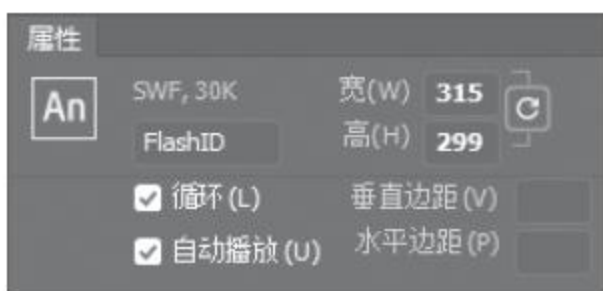 属性
An SWF, 30K 宽(W) 315
FlashID 高(H) 299
循环(L) 垂直边距(V)
自动播放(U) 水平边距(P)